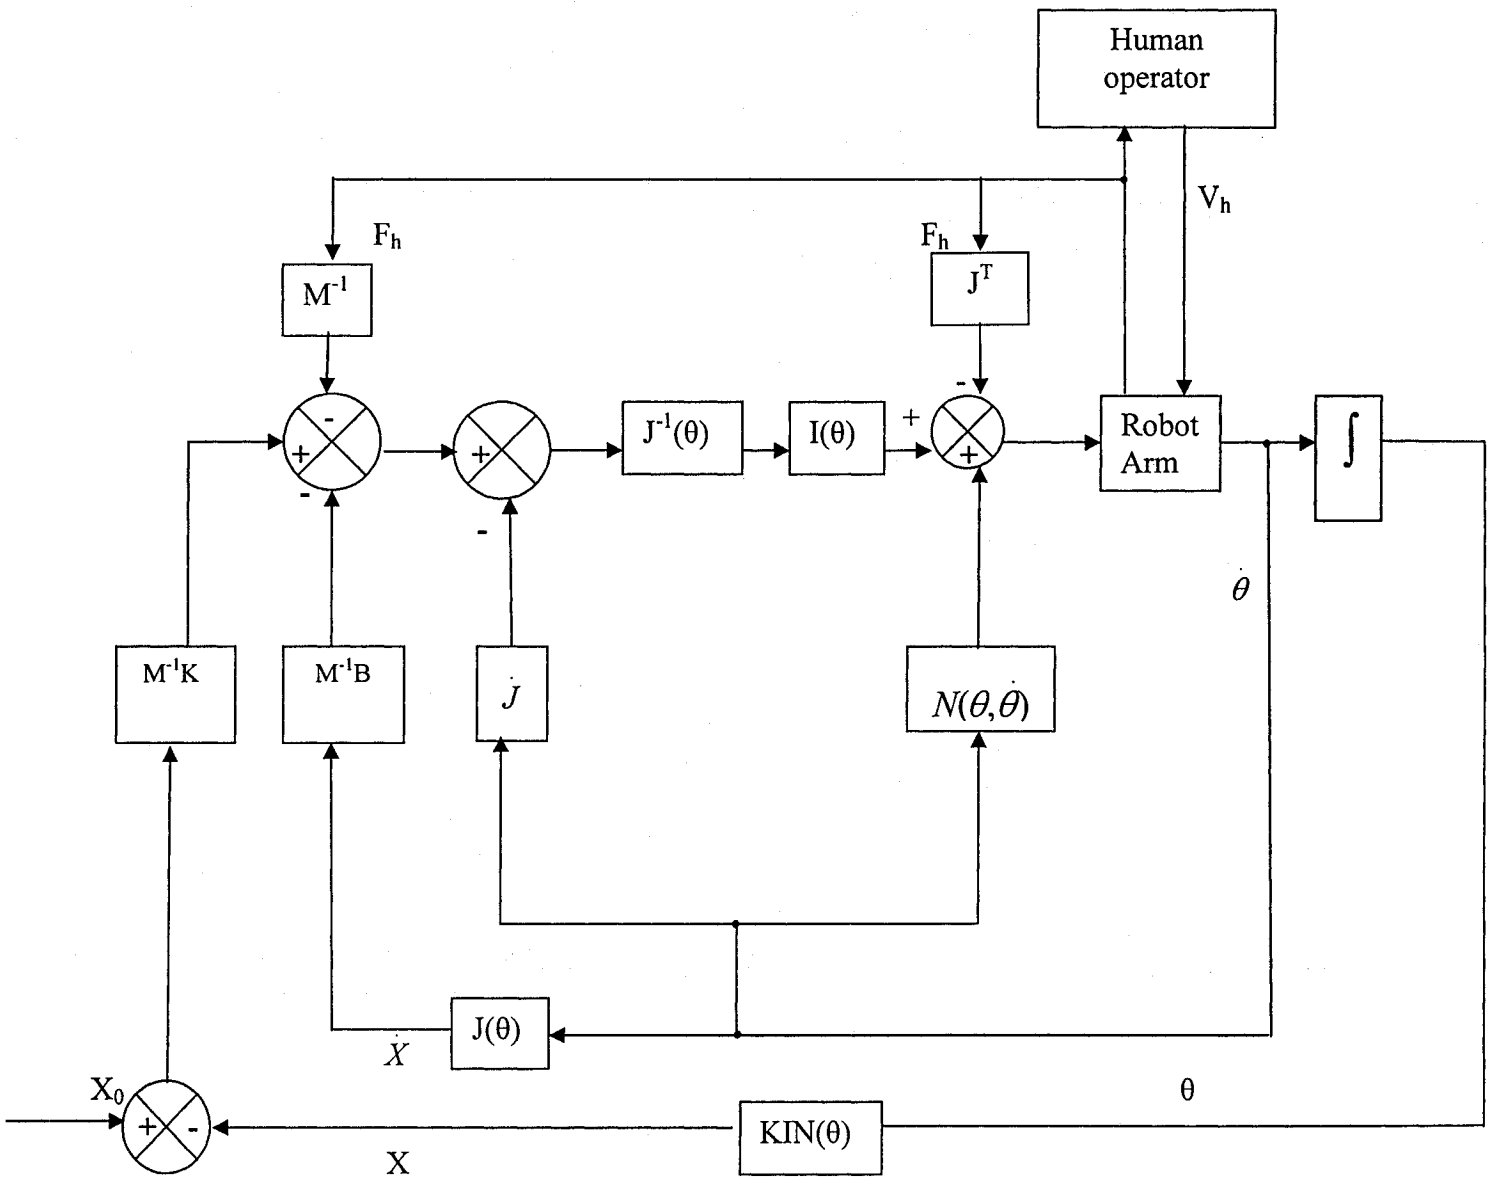 Human
operator
V_h
F_h
F_h
M^-1
J^T
-
-
+
-
+
-
J^-1(θ)
I(θ)
+
+
Robot
Arm
∫
θ̇
M^-1K
M^-1B
J̇
N(θ,θ̇)
J(θ)
Ẋ
X_0
+
-
θ
KIN(θ)
X